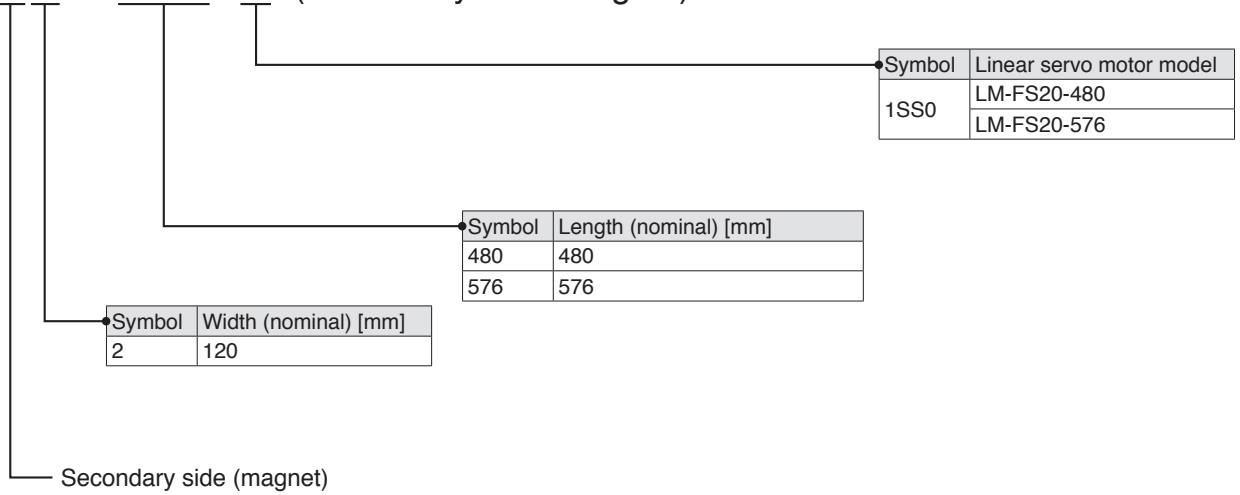 Symbol Linear servo motor model
1SS0 LM-FS20-480
LM-FS20-576
Symbol Length (nominal) [mm]
480 480
576 576
Symbol Width (nominal) [mm]
2 120
Secondary side (magnet)